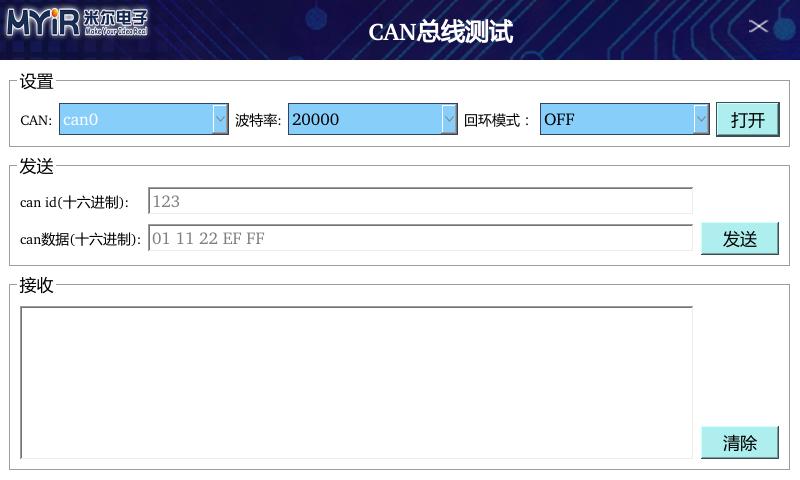 MYiR 米尔电子
Make Your Idea Real
CAN总线测试
设置
CAN: can0 波特率: 20000 回环模式： OFF 打开
发送
can id(十六进制): 123
can数据(十六进制): 01 11 22 EF FF 发送
接收
清除